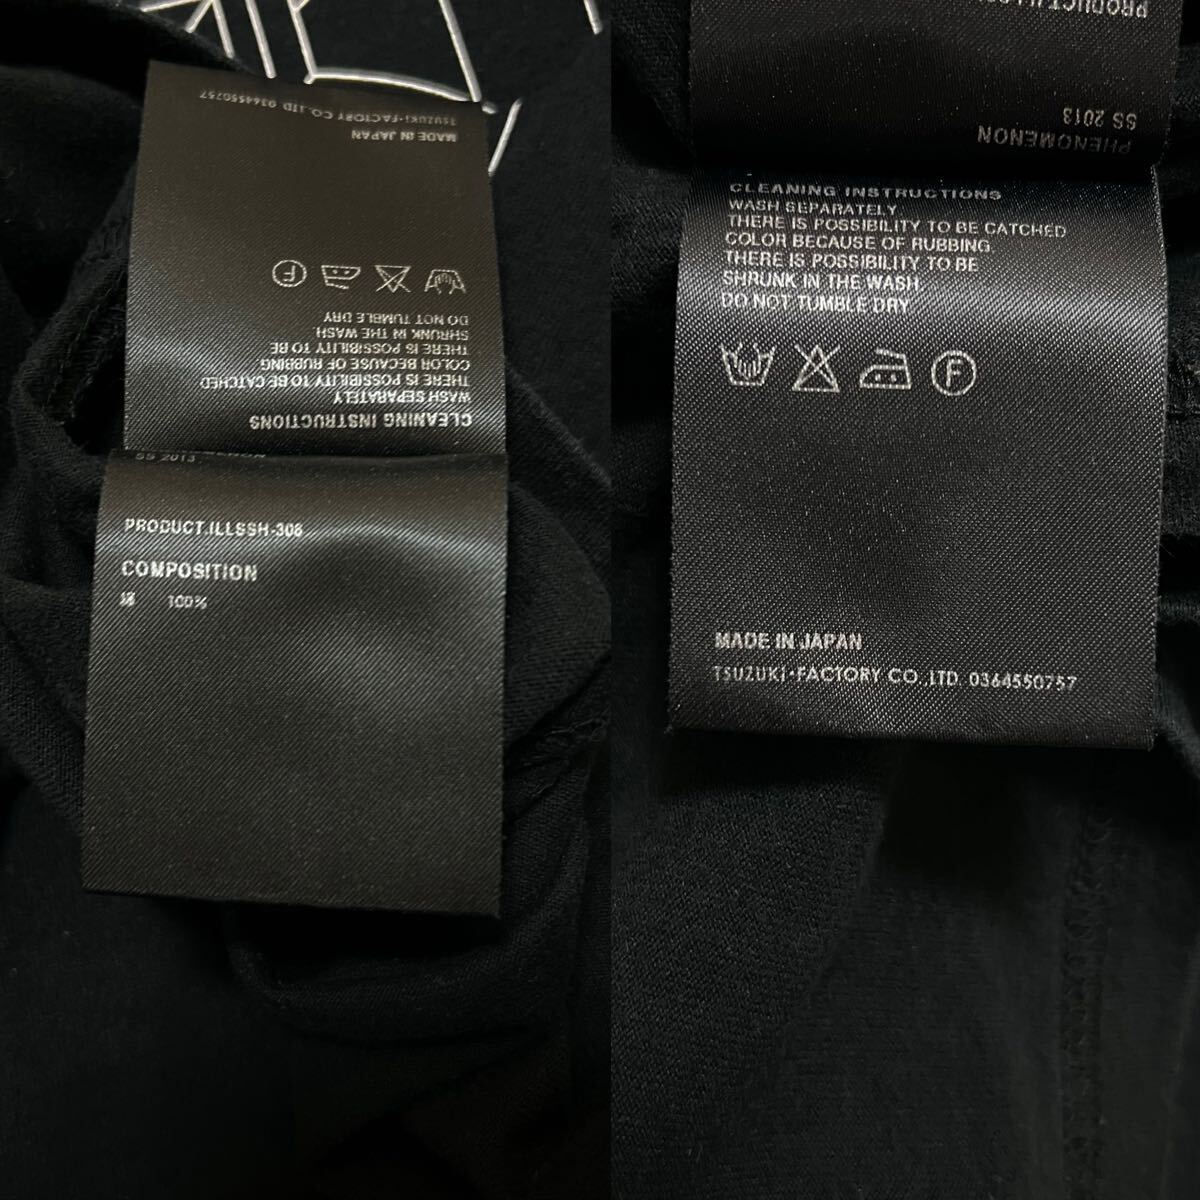 TSUZUKI·FACTORY CO.,LTD 0364550757
MADE IN JAPAN
F
DO NOT TUMBLE DRY
SHRUNK IN THE WASH
THERE IS POSSIBILITY TO BE
COLOR BECAUSE OF RUBBING
THERE IS POSSIBILITY TO BE CATCHED
WASH SEPARATELY
CLEANING INSTRUCTIONS
SS 2013
PRODUCT.ILLSSH-306
COMPOSITION
綿 100%
SS 2013
PHENOMENON
CLEANING INSTRUCTIONS
WASH SEPARATELY
THERE IS POSSIBILITY TO BE CATCHED
COLOR BECAUSE OF RUBBING
THERE IS POSSIBILITY TO BE
SHRUNK IN THE WASH
DO NOT TUMBLE DRY
F
MADE IN JAPAN
TSUZUKI·FACTORY CO.,LTD 0364550757